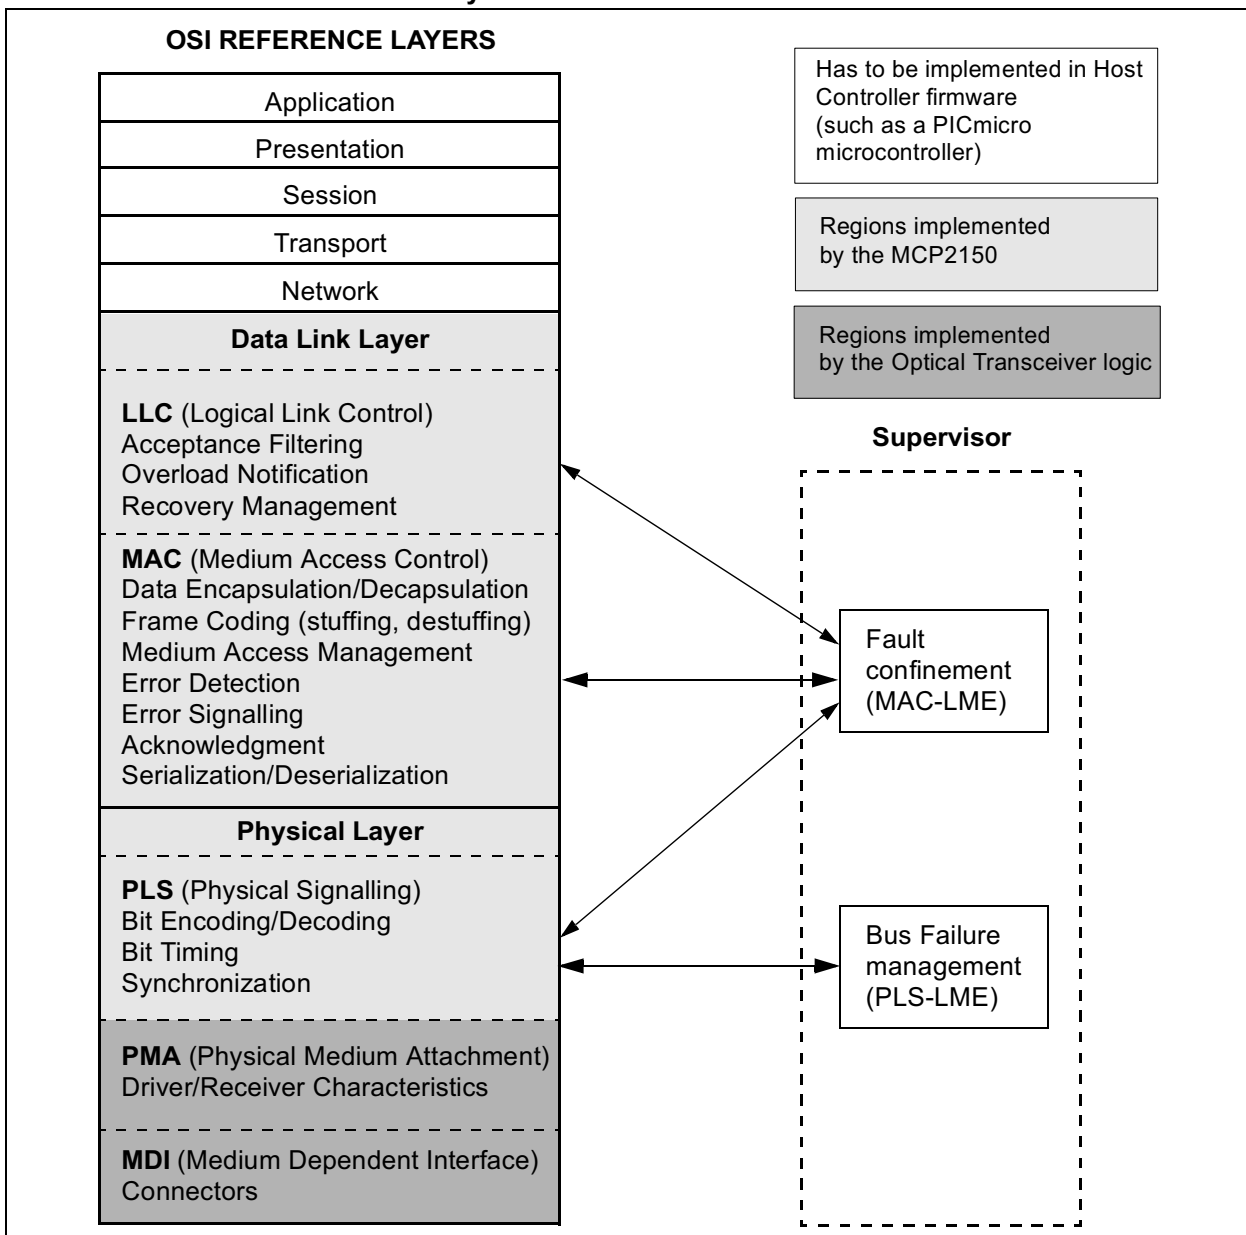 OSI REFERENCE LAYERS
Application
Presentation
Session
Transport
Network
Data Link Layer
LLC (Logical Link Control)
Acceptance Filtering
Overload Notification
Recovery Management
MAC (Medium Access Control)
Data Encapsulation/Decapsulation
Frame Coding (stuffing, destuffing)
Medium Access Management
Error Detection
Error Signalling
Acknowledgment
Serialization/Deserialization
Physical Layer
PLS (Physical Signalling)
Bit Encoding/Decoding
Bit Timing
Synchronization
PMA (Physical Medium Attachment)
Driver/Receiver Characteristics
MDI (Medium Dependent Interface)
Connectors
Has to be implemented in Host
Controller firmware
(such as a PICmicro
microcontroller)
Regions implemented
by the MCP2150
Regions implemented
by the Optical Transceiver logic
Supervisor
Fault
confinement
(MAC-LME)
Bus Failure
management
(PLS-LME)